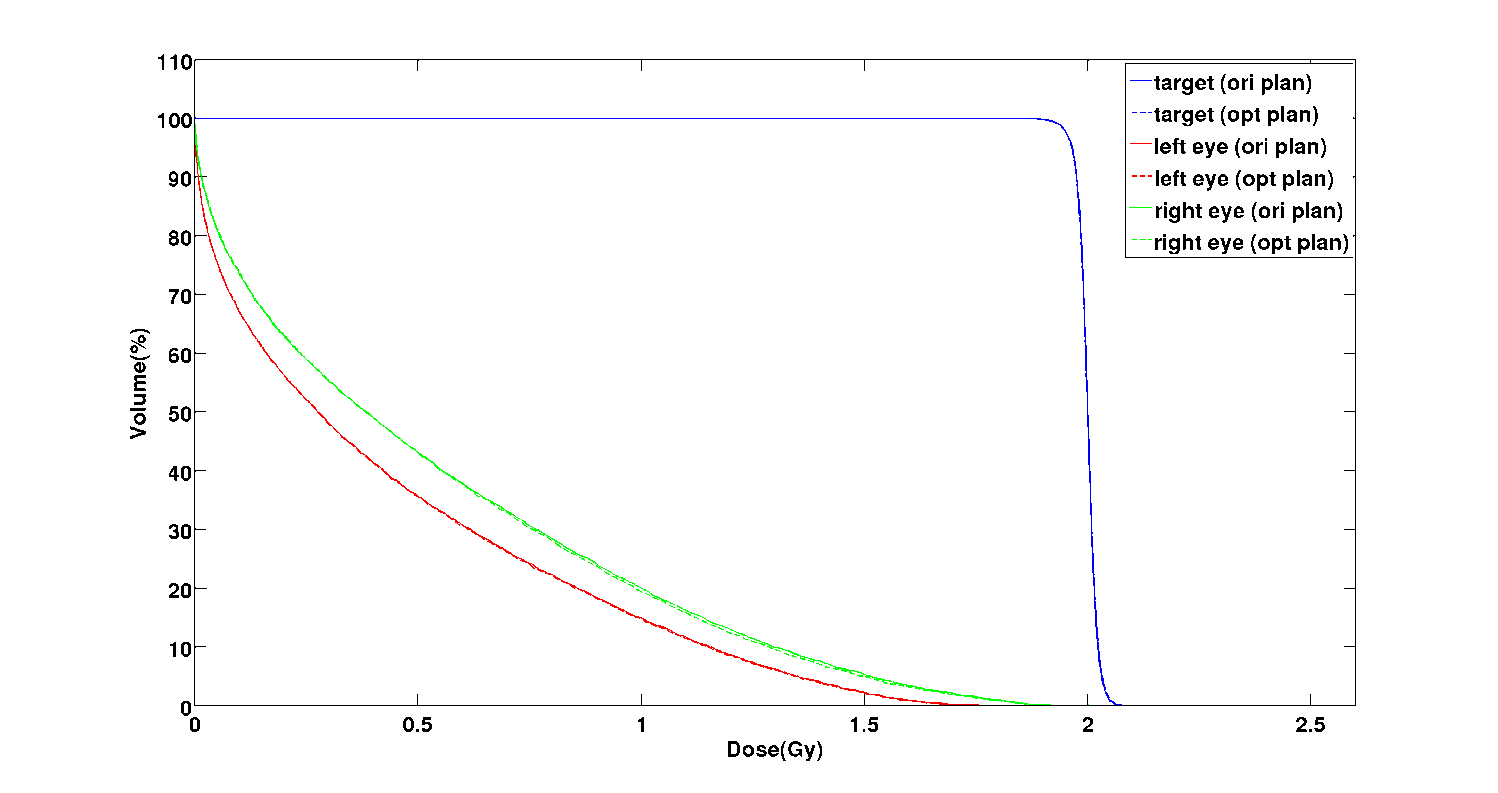 110
100
90
80
70
60
50
40
30
20
10
0
Volume(%)
0 0.5 1 1.5 2 2.5
Dose(Gy)
target (ori plan)
target (opt plan)
left eye (ori plan)
left eye (opt plan)
right eye (ori plan)
right eye (opt plan)